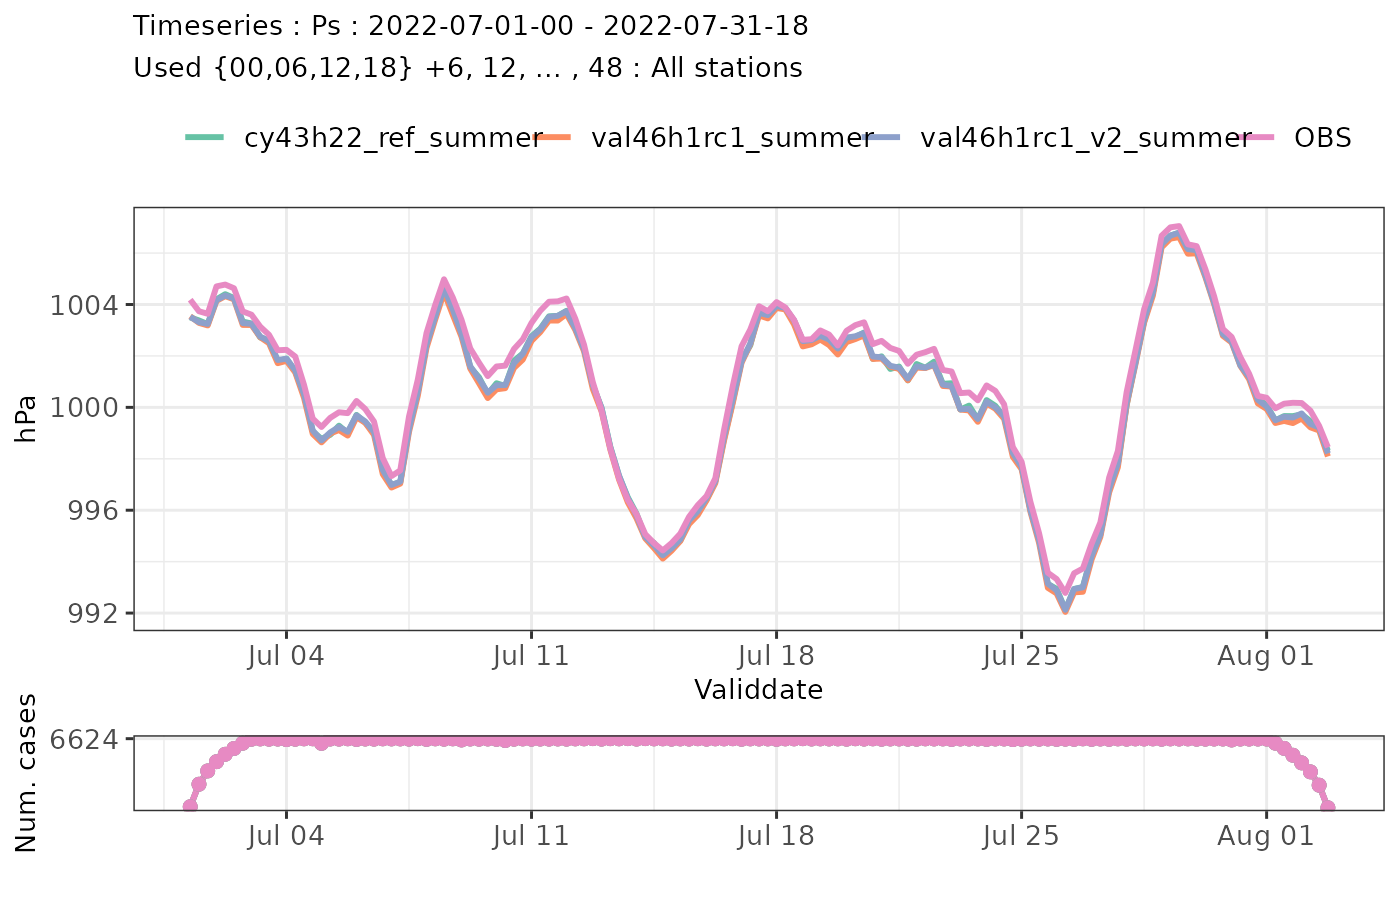 Timeseries : Ps : 2022-07-01-00 - 2022-07-31-18
Used {00,06,12,18} +6, 12, ... , 48 : All stations
cy43h22_ref_summer val46h1rc1_summer val46h1rc1_v2_summer OBS
hPa
1004
1000
996
992
Jul 04 Jul 11 Jul 18 Jul 25 Aug 01
Validdate
Num. cases
6624
Jul 04 Jul 11 Jul 18 Jul 25 Aug 01